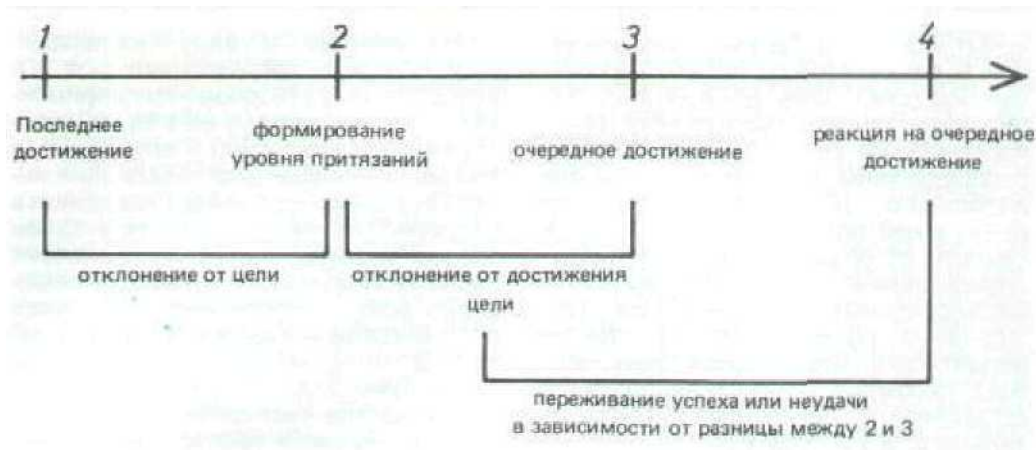 1
2
3
4
Последнее
достижение
формирование
уровня притязаний
очередное достижение
реакция на очередное
достижение
отклонение от цели
отклонение от достижения
цели
переживание успеха или неудачи
в зависимости от разницы между 2 и 3